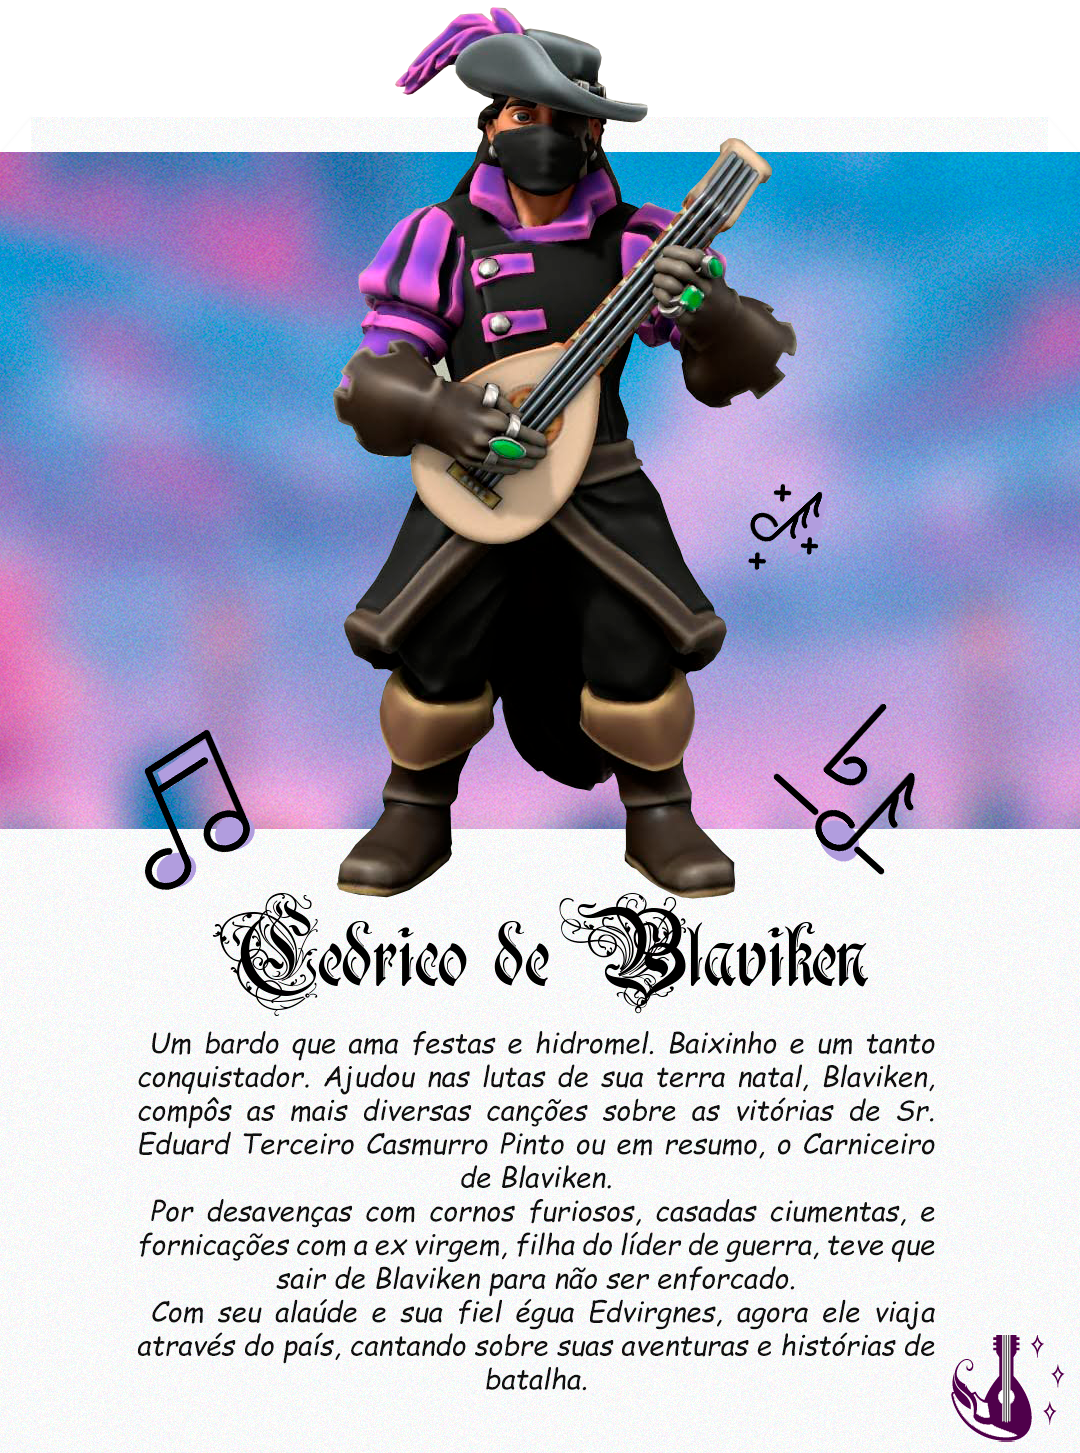 Cedrico de Blaviken
Um bardo que ama festas e hidromel. Baixinho e um tanto
conquistador. Ajudou nas lutas de sua terra natal, Blaviken,
compôs as mais diversas canções sobre as vitórias de Sr.
Eduard Terceiro Casmurro Pinto ou em resumo, o Carniceiro
de Blaviken.
Por desavenças com cornos furiosos, casadas ciumentas, e
fornicações com a ex virgem, filha do líder de guerra, teve que
sair de Blaviken para não ser enforcado.
Com seu alaúde e sua fiel égua Edvirgnes, agora ele viaja
através do país, cantando sobre suas aventuras e histórias de
batalha.